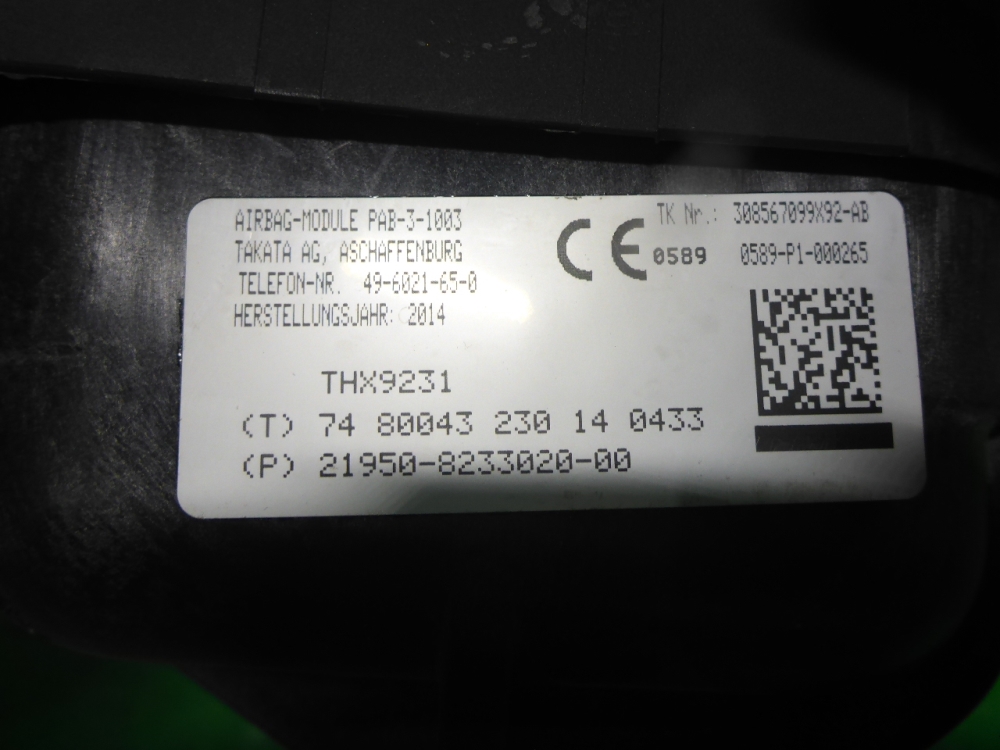 AIRBAG-MODULE PAB-3-1003
TAKATA AG, ASCHAFFENBURG
TELEFON-NR. 49-6021-65-0
HERSTELLUNGSJAHR: 2014
CE 0589
TK Nr.: 308567099X92-AB
0589-P1-000265
THX9231
(T) 74 80043 230 14 0433
(P) 21950-8233020-00